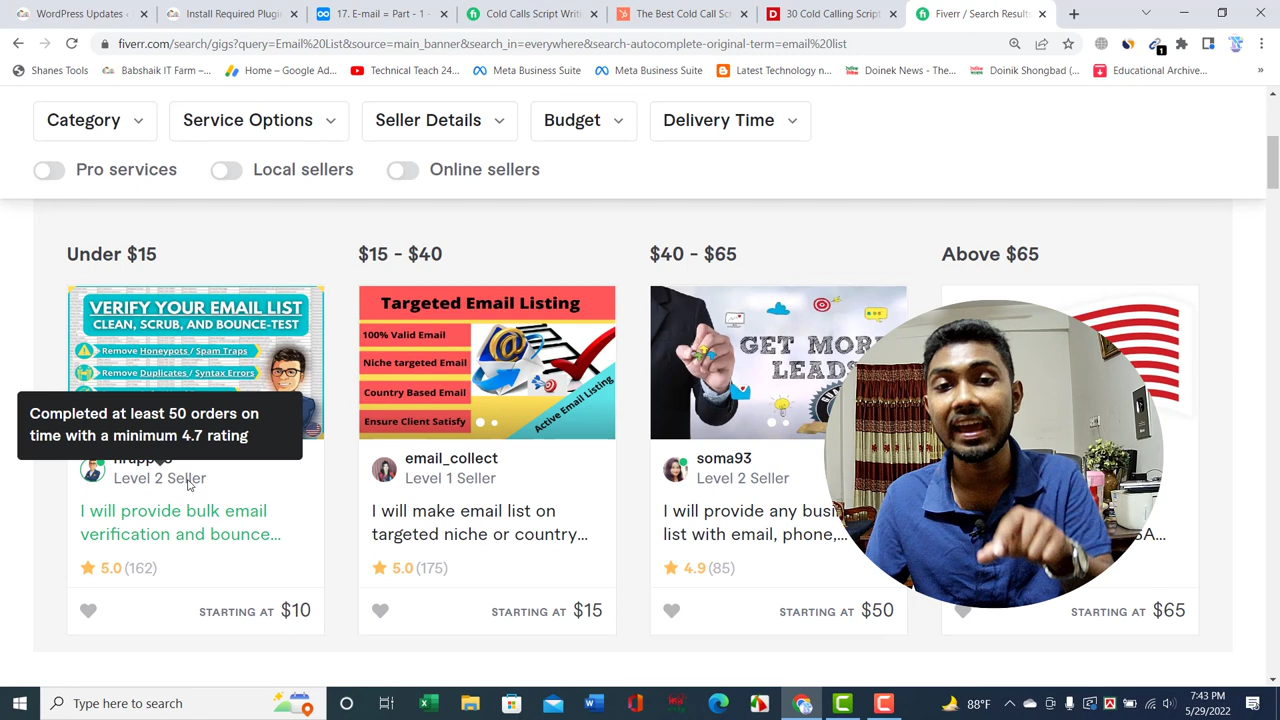 WordPress Updates
Install Required Plugi
17. E-mail = Part - 1
Cold Calls Script Write
The Best Cold Call Scr
30 Cold Calling Script
Fiverr / Search Results
fiverr.com/search/gigs?query=Email%20List&source=main_banner&search_in=everywhere&search-autocomplete-original-term=email%20list
Shanes Tools
Babshaik IT Farm –...
Home – Google Ad...
Technical Teach 24...
Meta Business Suite
Meta Business Suite
Latest Technology n...
Doinek News - The...
Doinik Shongbad (...
Educational Archive...
»
Category
Service Options
Seller Details
Budget
Delivery Time
Pro services
Local sellers
Online sellers
Under $15
$15 - $40
$40 - $65
Above $65
VERIFY YOUR EMAIL LIST
CLEAN, SCRUB, AND BOUNCE-TEST
Remove Honeypots / Spam Traps
Remove Duplicates / Syntax Errors
Completed at least 50 orders on
time with a minimum 4.7 rating
Level 2 Seller
I will provide bulk email
verification and bounce...
5.0 (162)
STARTING AT $10
Targeted Email Listing
100% Valid Email
Niche targeted Email
Country Based Email
Ensure Client Satisfy
Active Email Listing
email_collect
Level 1 Seller
I will make email list on
targeted niche or country...
5.0 (175)
STARTING AT $15
GET MORE
LEADS
soma93
Level 2 Seller
I will provide any busi
list with email, phone,...
4.9 (85)
STARTING AT $50
SA...
STARTING AT $65
Type here to search
88°F
7:43 PM
5/29/2022